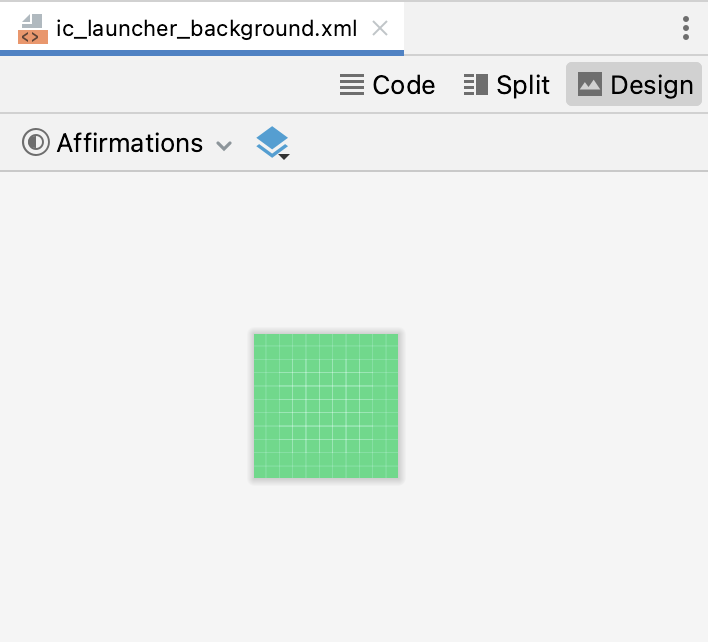 ic_launcher_background.xml
Code Split Design
Affirmations